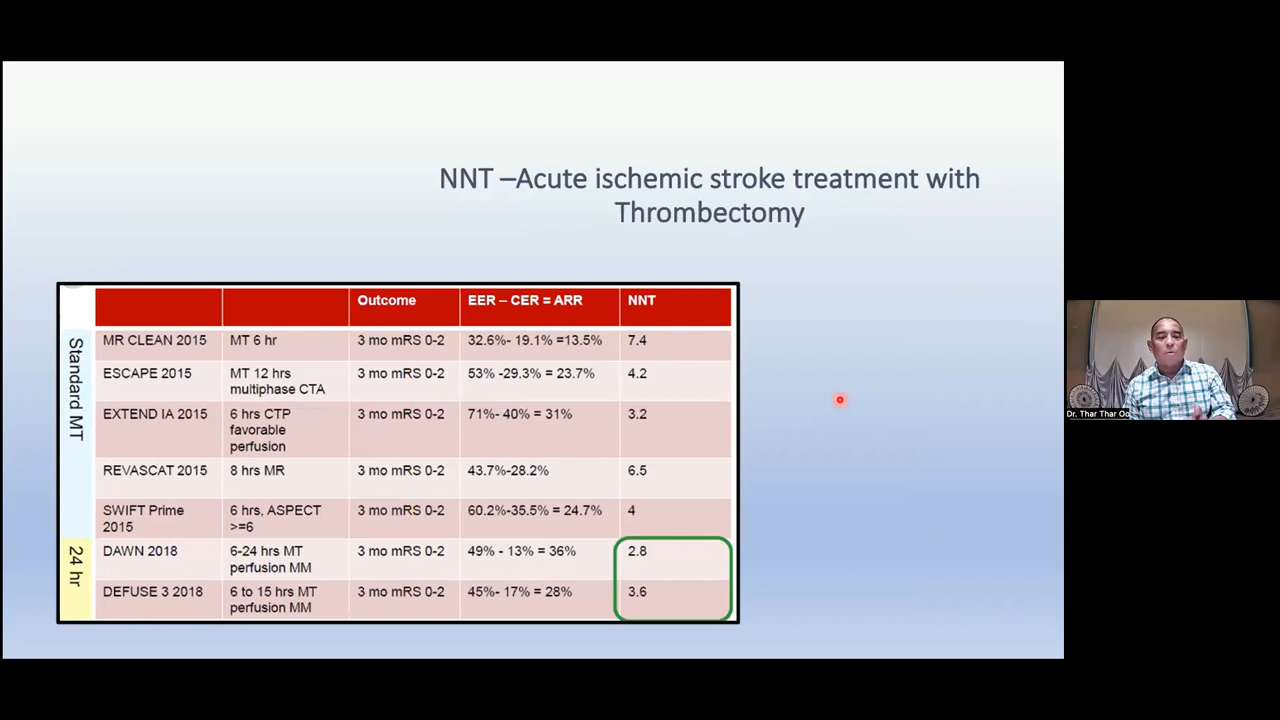 NNT –Acute ischemic stroke treatment with
Thrombectomy
Outcome EER – CER = ARR NNT
Standard MT
MR CLEAN 2015 MT 6 hr 3 mo mRS 0-2 32.6%- 19.1% =13.5% 7.4
ESCAPE 2015 MT 12 hrs 3 mo mRS 0-2 53% -29.3% = 23.7% 4.2
multiphase CTA
EXTEND IA 2015 6 hrs CTP 3 mo mRS 0-2 71%- 40% = 31% 3.2
favorable
perfusion
REVASCAT 2015 8 hrs MR 3 mo mRS 0-2 43.7%-28.2% 6.5
SWIFT Prime 6 hrs, ASPECT 3 mo mRS 0-2 60.2%-35.5% = 24.7% 4
2015 >=6
24 hr
DAWN 2018 6-24 hrs MT 3 mo mRS 0-2 49% - 13% = 36% 2.8
perfusion MM
DEFUSE 3 2018 6 to 15 hrs MT 3 mo mRS 0-2 45%- 17% = 28% 3.6
perfusion MM
Dr. Thar Thar Oo